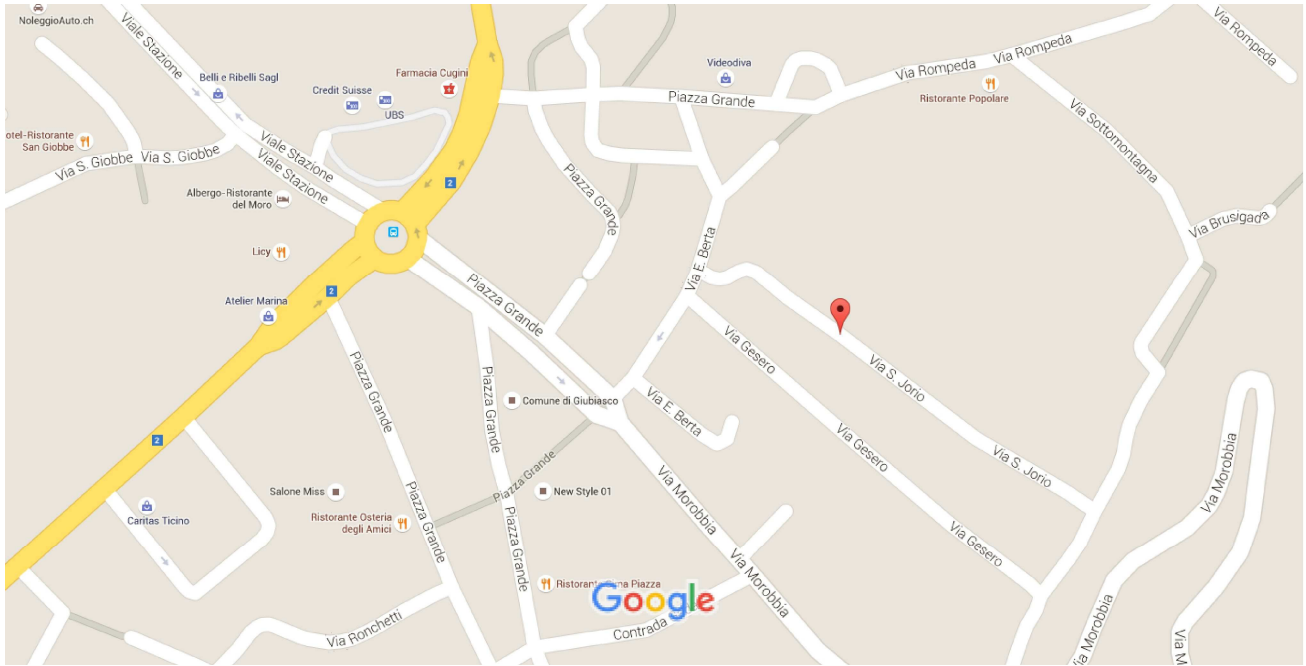 NoleggioAuto.ch
Viale Stazione
Belli e Ribelli Sagl
Farmacia Cugini
Credit Suisse
UBS
Videodiva
Via Rompeda
Via Rompeda
Via Rompeda
Ristorante Popolare
Piazza Grande
Via Sottomontagna
otel-Ristorante
San Giobbe
Via S. Giobbe
Via S. Giobbe
Viale Stazione
Viale Stazione
Albergo-Ristorante
del Moro
2
Piazza Grande
Via Brusigada
Licy
Via E. Berta
2
Atelier Marina
Piazza Grande
Via Gesero
Via S. Jorio
Piazza Grande
Piazza Grande
Comune di Giubiasco
Via E. Berta
2
Via Gesero
Via S. Jorio
Via Morobbia
Piazza Grande
Salone Miss
New Style 01
Via Morobbia
Caritas Ticino
Ristorante Osteria
degli Amici
Piazza Grande
Piazza Grande
Via Gesero
Via Morobbia
Piazza
Google
Via Ronchetti
Contrada
ia Morobbia
Via M